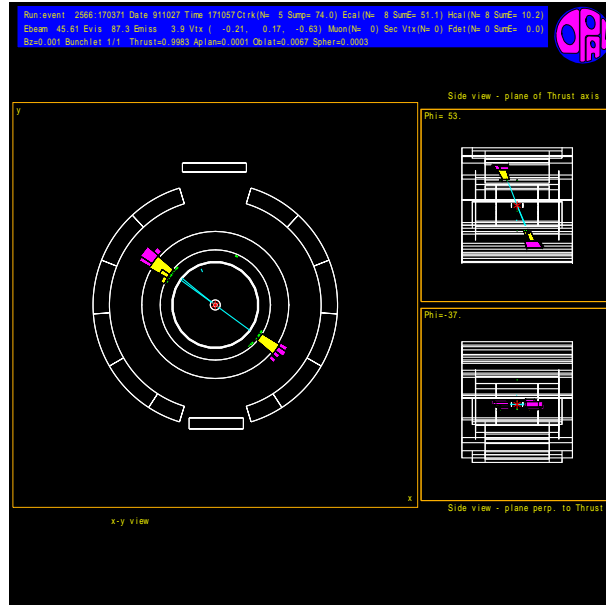 Run:event 2566:170371 Date 911027 Time 171057 Ctrk(N= 5 Sump= 74.0) Ecal(N= 8 SumE= 51.1) Hcal(N= 8 SumE= 10.2)
Ebeam 45.61 Evis 87.3 Emiss 3.9 Vtx ( -0.21, 0.17, -0.63) Muon(N= 0) Sec Vtx(N= 0) Fdet(N= 0 SumE= 0.0)
Bz=0.001 Bunchlet 1/1 Thrust=0.9983 Aplan=0.0001 Oblat=0.0067 Spher=0.0003
Side view - plane of Thrust axis
y
Phi= 53.
Phi=-37.
x
Side view - plane perp. to Thrust
x-y view